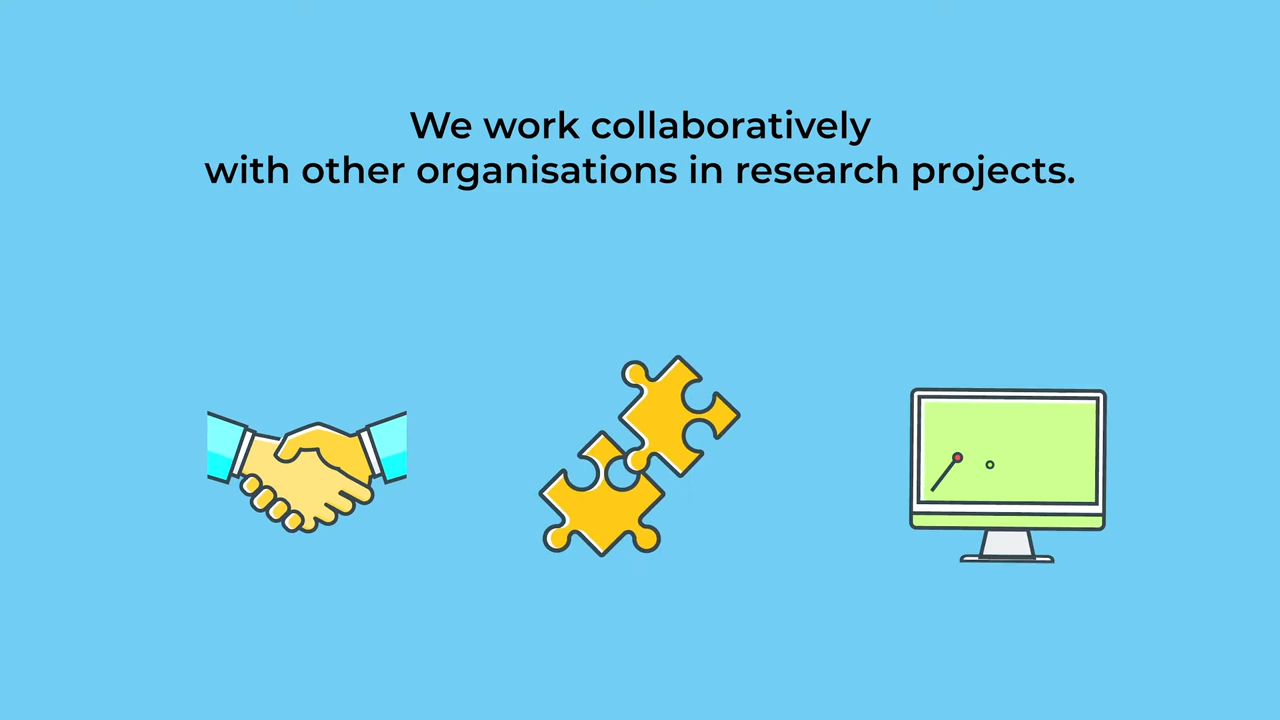 We work collaboratively
with other organisations in research projects.